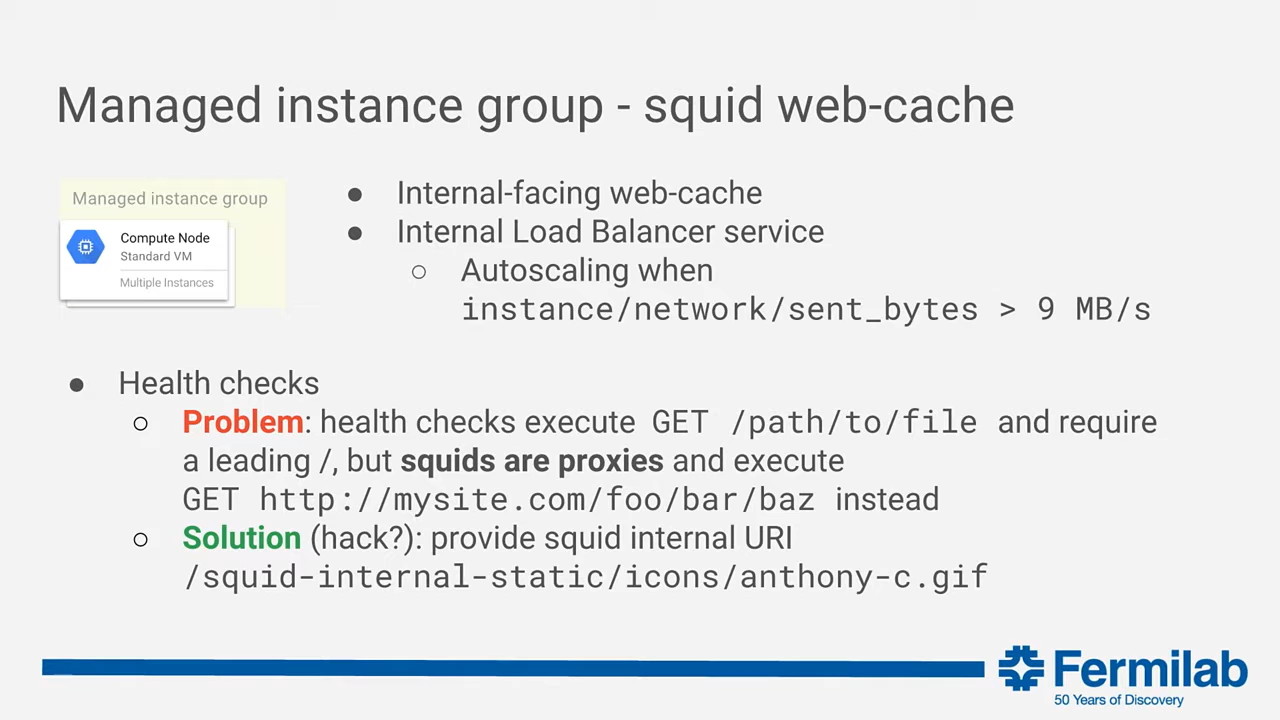 Managed instance group - squid web-cache
Managed instance group
Compute Node
Standard VM
Multiple Instances
● Internal-facing web-cache
● Internal Load Balancer service
○ Autoscaling when
instance/network/sent_bytes > 9 MB/s
● Health checks
○ Problem: health checks execute GET /path/to/file and require
a leading /, but squids are proxies and execute
GET http://mysite.com/foo/bar/baz instead
○ Solution (hack?): provide squid internal URI
/squid-internal-static/icons/anthony-c.gif
Fermilab
50 Years of Discovery